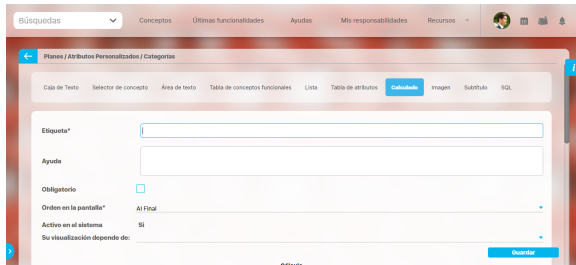 Búsquedas Conceptos Últimas funcionalidades Ayudas Mis responsabilidades Recursos
Planes / Atributos Personalizados / Categorías
Caja de Texto Selector de concepto Área de texto Tabla de conceptos funcionales Lista Tabla de atributos Calculado Imagen Subtítulo SQL
Etiqueta*
Ayuda
Obligatorio
Orden en la pantalla* Al Final
Activo en el sistema Si
Su visualización depende de:
Guardar